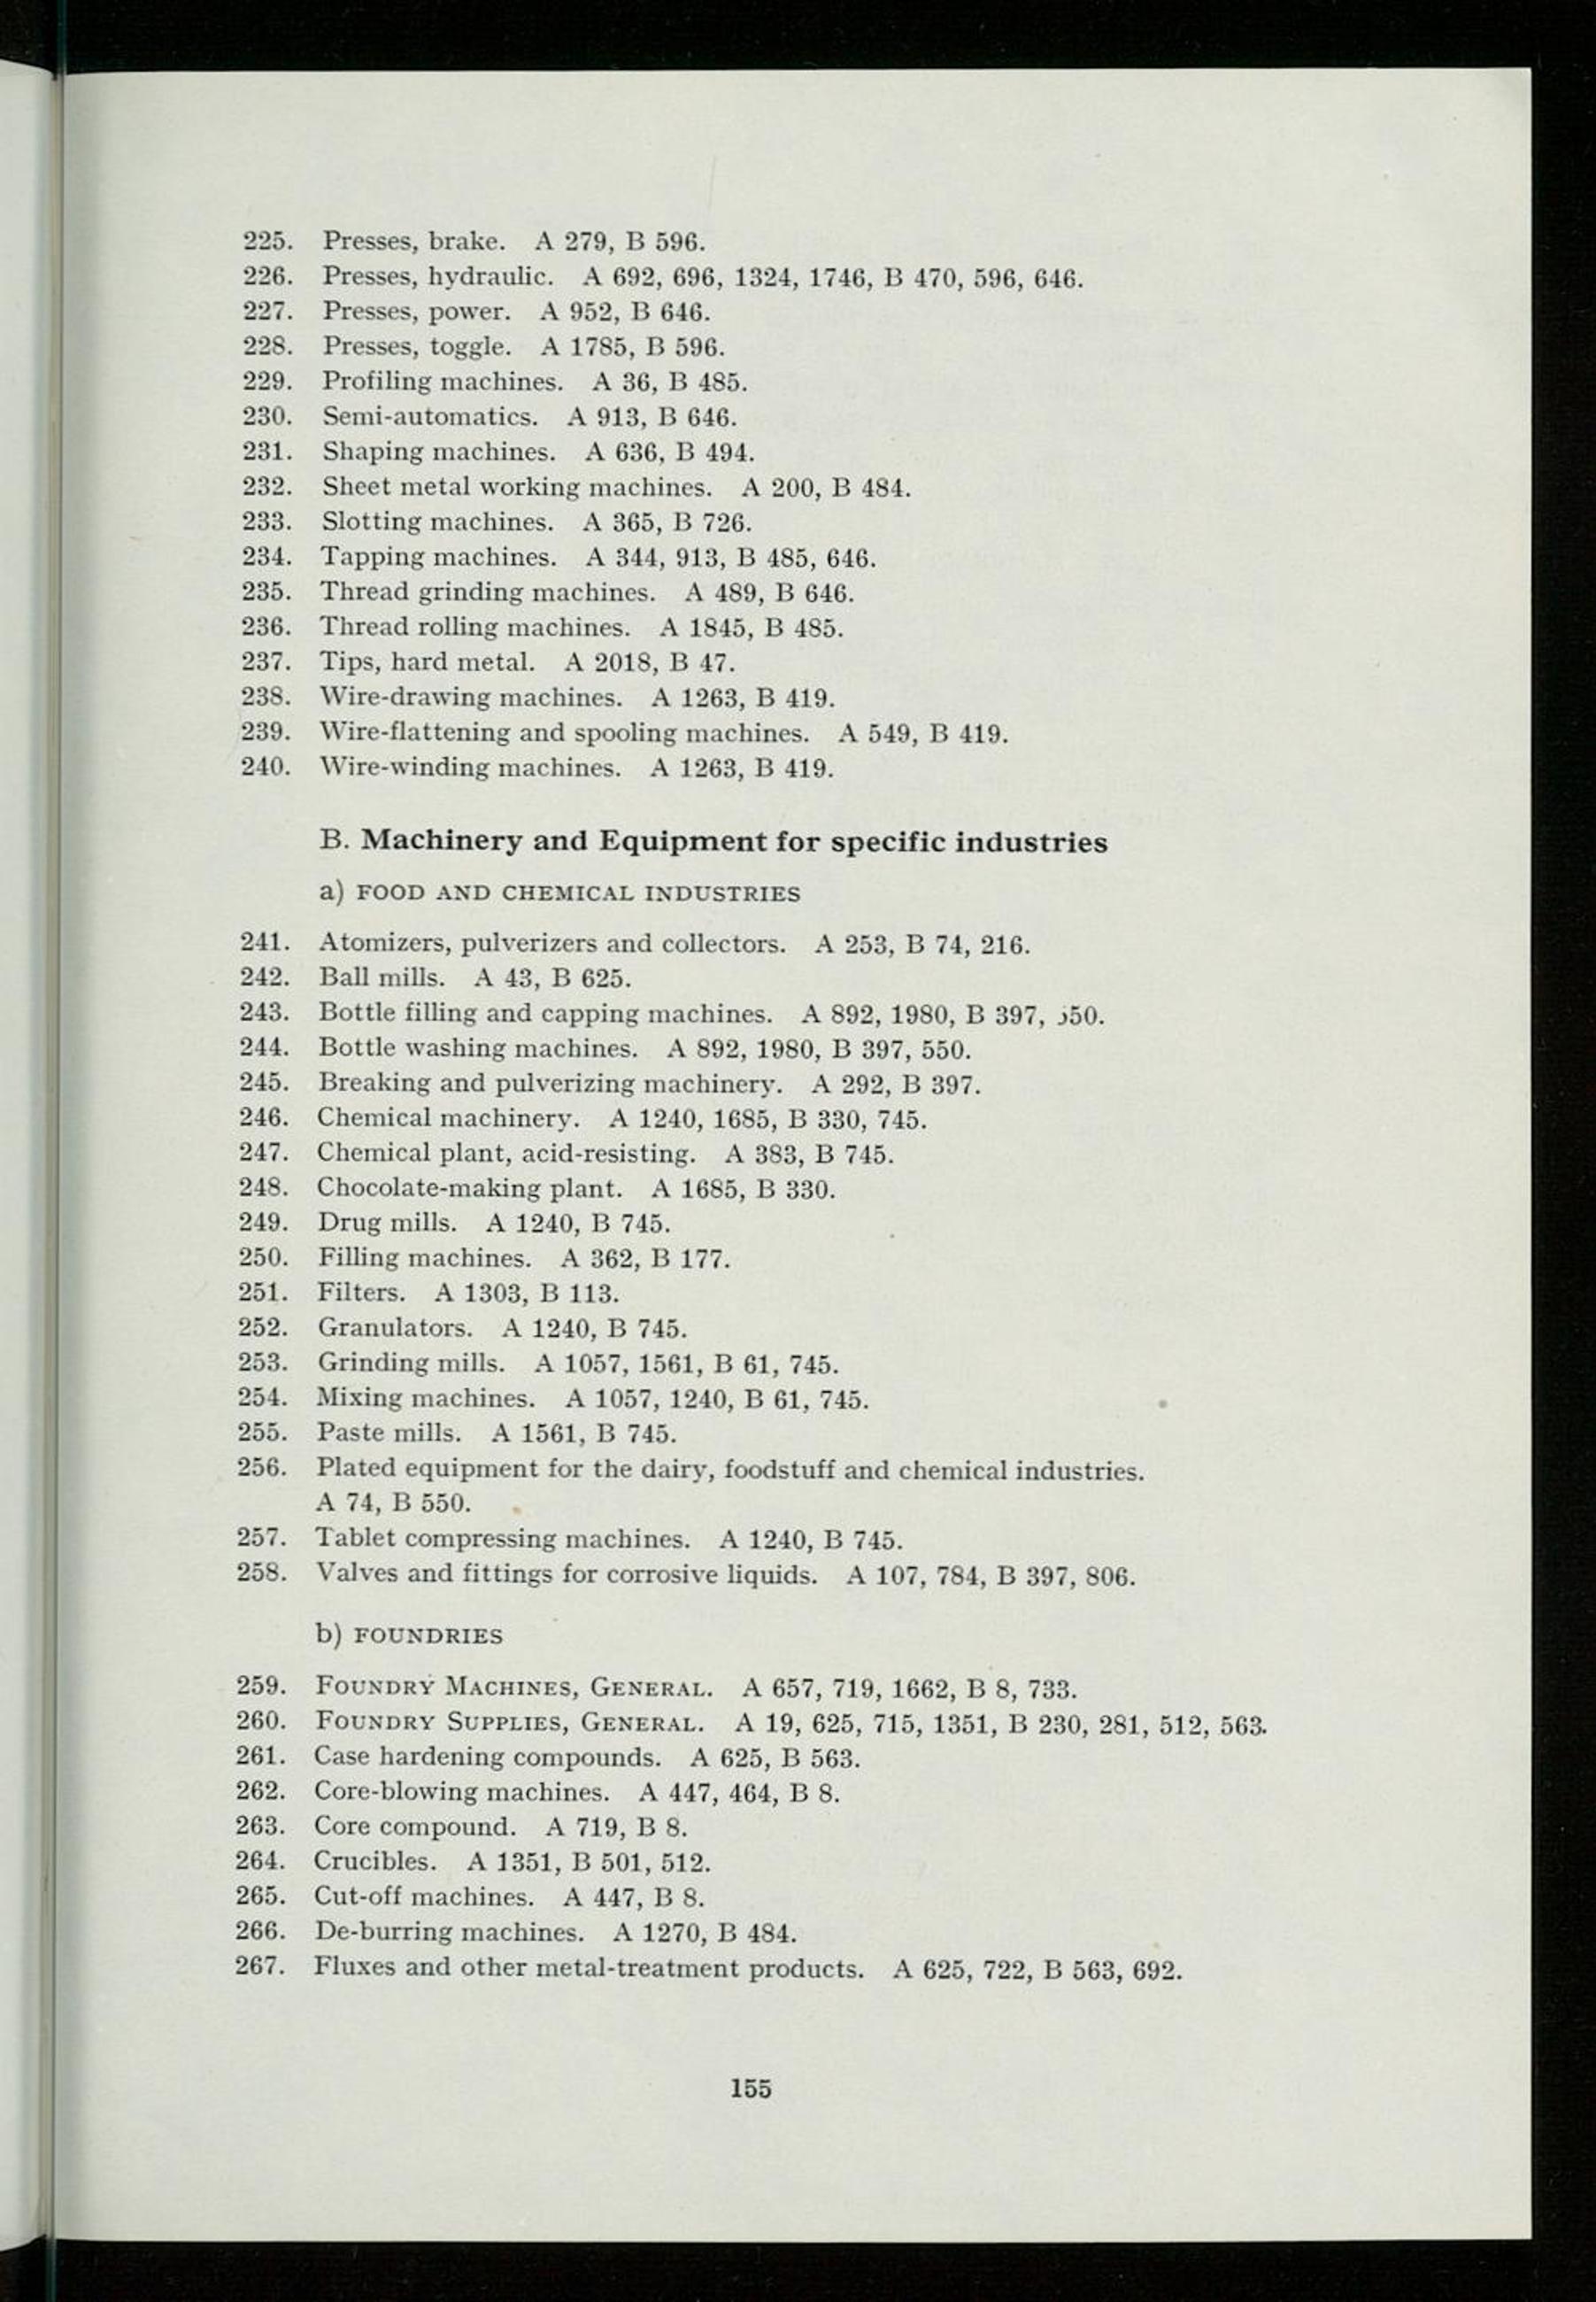 225. Presses, brake. A 279, B 596.
226. Presses, hydraulic. A 692, 696, 1324, 1746, B 470, 596, 646.
227. Presses, power. A 952, B 646.
228. Presses, toggle. A 1785, B 596.
229. Profiling machines. A 36, B 485.
230. Semi-automatics. A 913, B 646.
231. Shaping machines. A 636, B 494.
232. Sheet metal working machines. A 200, B 484.
233. Slotting machines. A 365, B 726.
234. Tapping machines. A 344, 913, B 485, 646.
235. Thread grinding machines. A 489, B 646.
236. Thread rolling machines. A 1845, B 485.
237. Tips, hard metal. A 2018, B 47.
238. Wire-drawing machines. A 1263, B 419.
239. Wire-flattening and spooling machines. A 549, B 419.
240. Wire-winding machines. A 1263, B 419.
B. Machinery and Equipment for specific industries
a) FOOD AND CHEMICAL INDUSTRIES
241. Atomizers, pulverizers and collectors. A 253, B 74, 216.
242. Ball mills. A 43, B 625.
243. Bottle filling and capping machines. A 892, 1980, B 397, 550.
244. Bottle washing machines. A 892, 1980, B 397, 550.
245. Breaking and pulverizing machinery. A 292, B 397.
246. Chemical machinery. A 1240, 1685, B 330, 745.
247. Chemical plant, acid-resisting. A 383, B 745.
248. Chocolate-making plant. A 1685, B 330.
249. Drug mills. A 1240, B 745.
250. Filling machines. A 362, B 177.
251. Filters. A 1303, B 113.
252. Granulators. A 1240, B 745.
253. Grinding mills. A 1057, 1561, B 61, 745.
254. Mixing machines. A 1057, 1240, B 61, 745.
255. Paste mills. A 1561, B 745.
256. Plated equipment for the dairy, foodstuff and chemical industries.
A 74, B 550.
257. Tablet compressing machines. A 1240, B 745.
258. Valves and fittings for corrosive liquids. A 107, 784, B 397, 806.
b) FOUNDRIES
259. FOUNDRY MACHINES, GENERAL. A 657, 719, 1662, B 8, 733.
260. FOUNDRY SUPPLIES, GENERAL. A 19, 625, 715, 1351, B 230, 281, 512, 563.
261. Case hardening compounds. A 625, B 563.
262. Core-blowing machines. A 447, 464, B 8.
263. Core compound. A 719, B 8.
264. Crucibles. A 1351, B 501, 512.
265. Cut-off machines. A 447, B 8.
266. De-burring machines. A 1270, B 484.
267. Fluxes and other metal-treatment products. A 625, 722, B 563, 692.
155